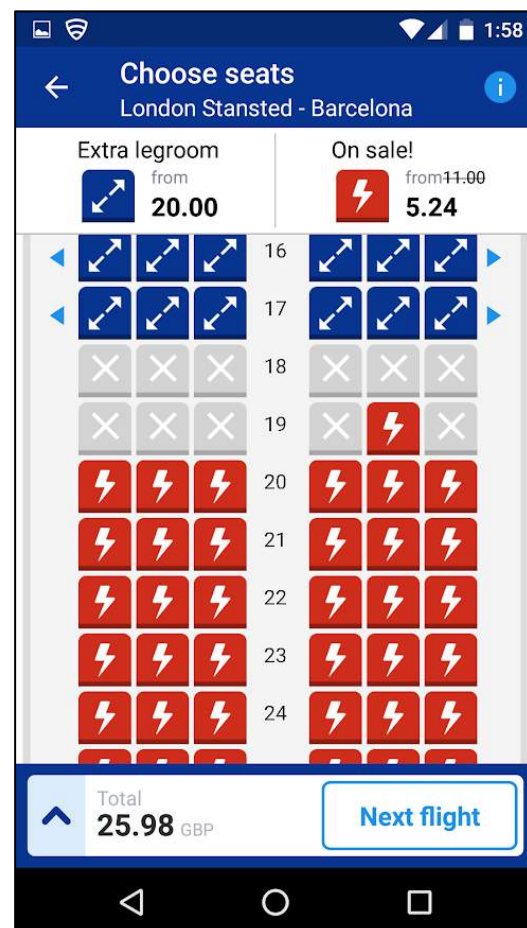 1:58
Choose seats
London Stansted - Barcelona
i
Extra legroom
from
20.00
On sale!
from 11.00
5.24
16
17
18
19
20
21
22
23
24
Total
25.98 GBP
Next flight